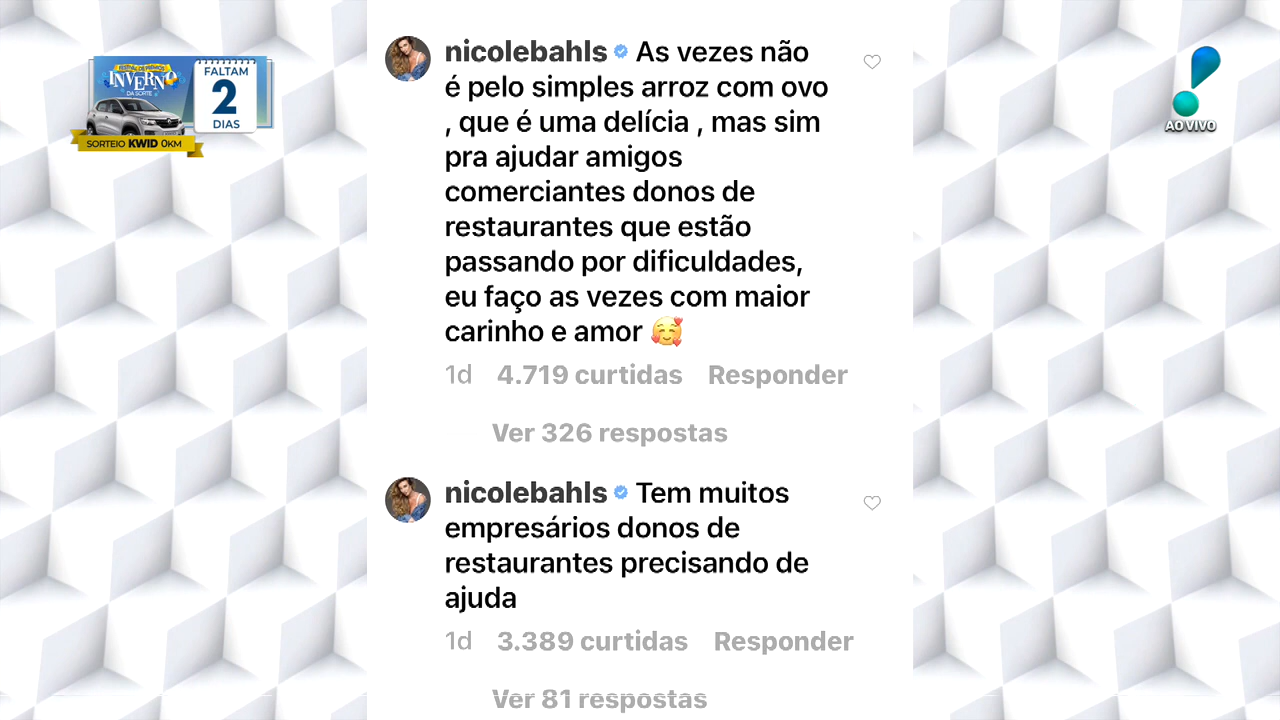 FESTIVAL DE PRÊMIOS
INVERNO
DA SORTE
SORTEIO KWID 0KM
FALTAM
2
DIAS
AO VIVO
nicolebahls As vezes não
é pelo simples arroz com ovo
, que é uma delícia , mas sim
pra ajudar amigos
comerciantes donos de
restaurantes que estão
passando por dificuldades,
eu faço as vezes com maior
carinho e amor 🥰
1d 4.719 curtidas Responder
Ver 326 respostas
nicolebahls Tem muitos
empresários donos de
restaurantes precisando de
ajuda
1d 3.389 curtidas Responder
Ver 81 respostas